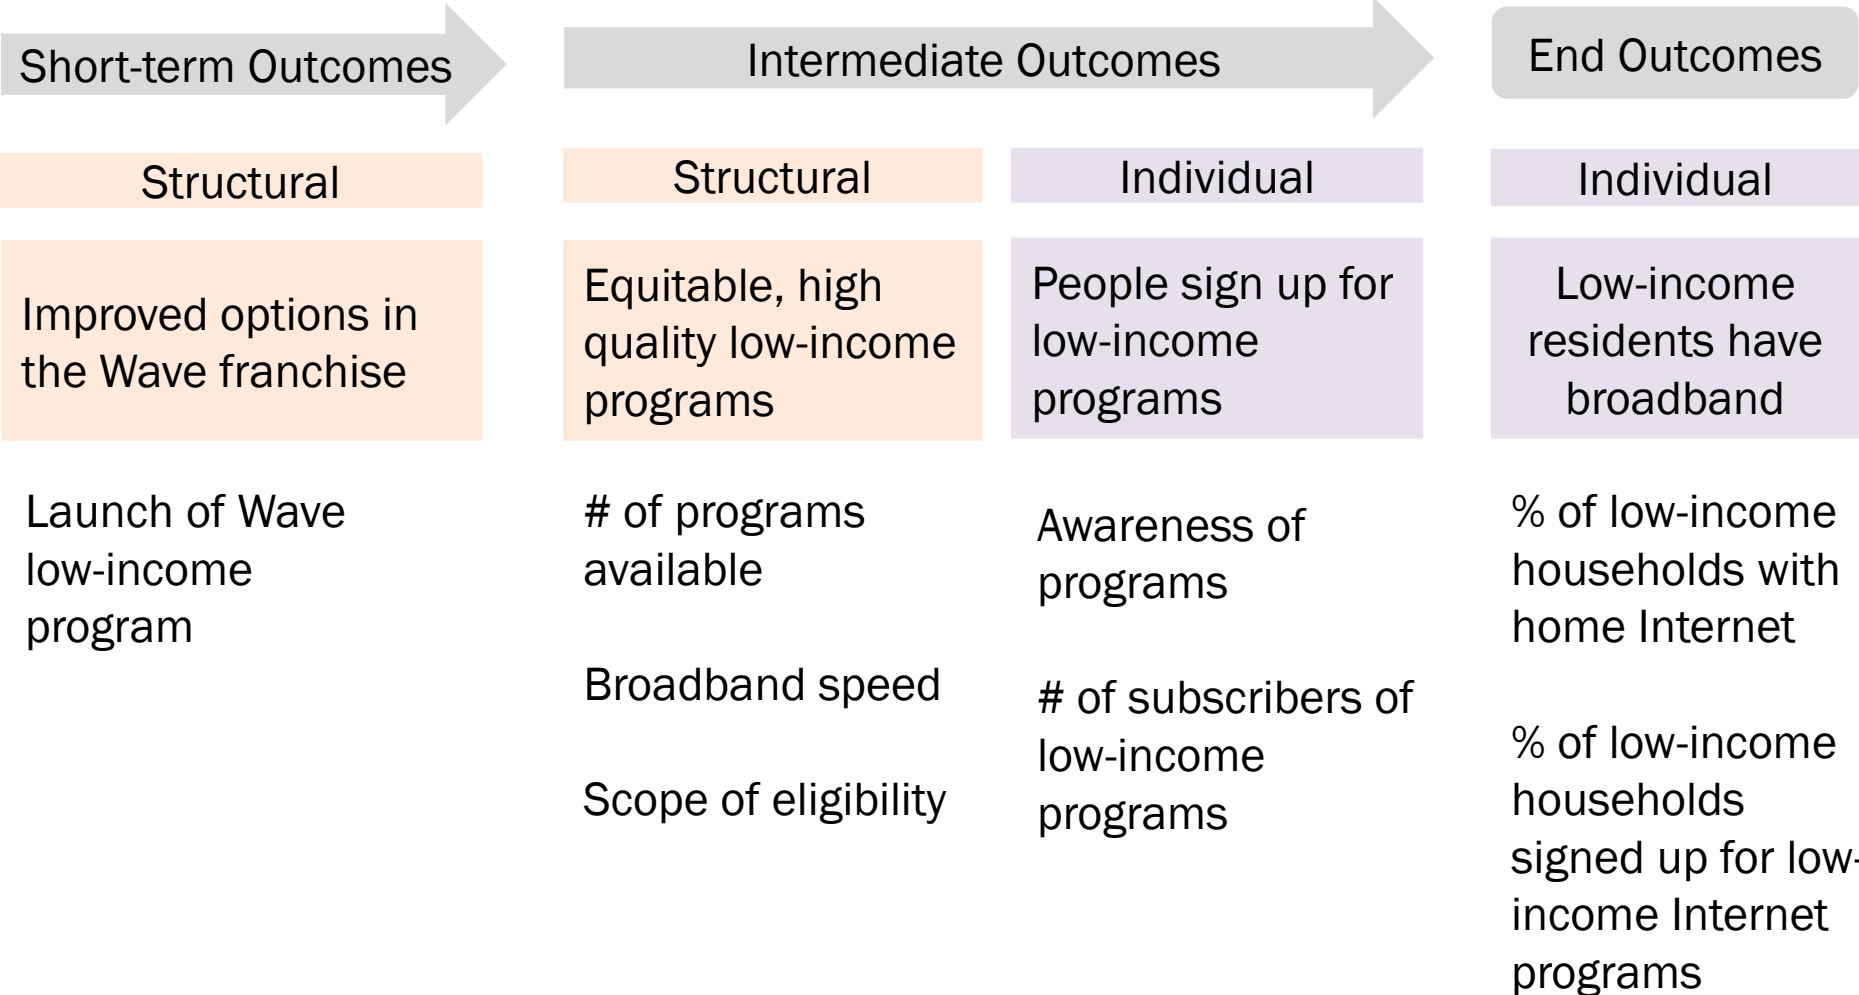 Short-term Outcomes
Intermediate Outcomes
End Outcomes
Structural
Structural
Individual
Individual
Improved options in
the Wave franchise
Equitable, high
quality low-income
programs
People sign up for
low-income
programs
Low-income
residents have
broadband
Launch of Wave
low-income
program
# of programs
available
Broadband speed
Scope of eligibility
Awareness of
programs
# of subscribers of
low-income
programs
% of low-income
households with
home Internet
% of low-income
households
signed up for low-
income Internet
programs